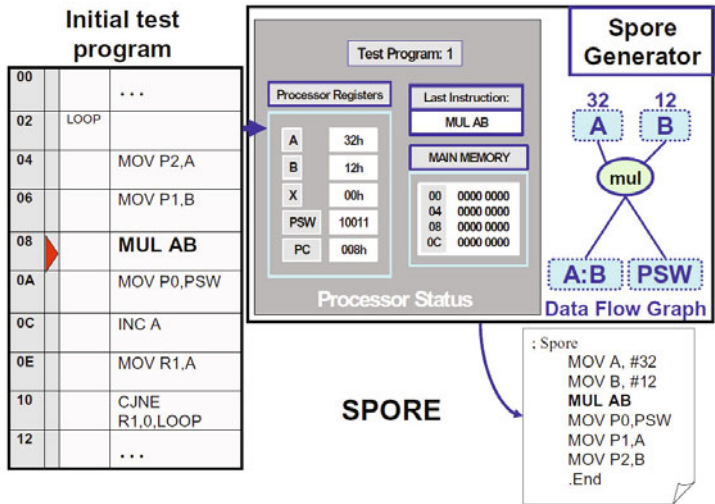 Initial test
program
00 ...
02 LOOP
04 MOV P2,A
06 MOV P1,B
08 MUL AB
0A MOV P0,PSW
0C INC A
0E MOV R1,A
10 CJNE
R1,0,LOOP
12 ...
Spore
Generator
Test Program: 1
Processor Registers
A 32h
B 12h
X 00h
PSW 10011
PC 008h
Last Instruction:
MUL AB
MAIN MEMORY
00 0000 0000
04 0000 0000
08 0000 0000
0C 0000 0000
Processor Status
32 12
A B
mul
A:B PSW
Data Flow Graph
SPORE
; Spore
MOV A, #32
MOV B, #12
MUL AB
MOV P0,PSW
MOV P1,A
MOV P2,B
.End